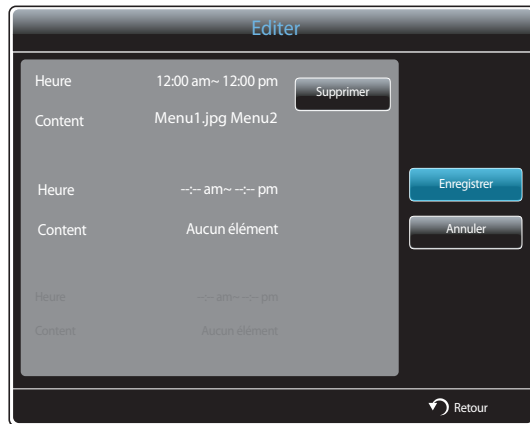 Editer
Heure 12:00 am~ 12:00 pm Supprimer
Content Menu1.jpg Menu2
Heure --:-- am~ --:-- pm Enregistrer
Content Aucun élément Annuler
Heure --:-- am~ --:-- pm
Content Aucun élément
Retour